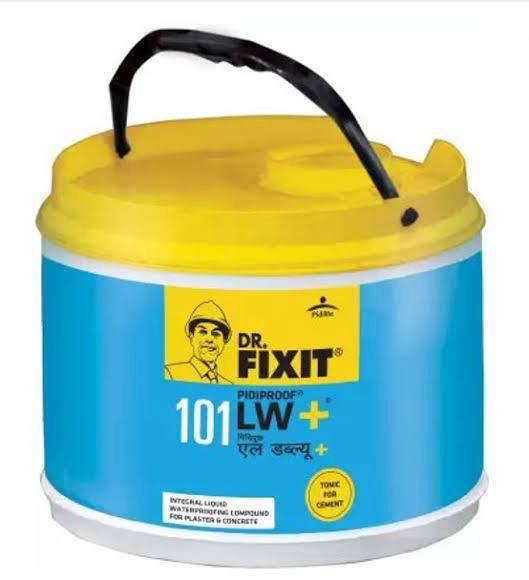 Pidilite
DR.
FIXIT®
PIDIPROOF®
101 LW+®
पिडिप्रूफ
एल डब्ल्यू +
INTEGRAL LIQUID
WATERPROOFING COMPOUND
FOR PLASTER & CONCRETE
TONIC
FOR
CEMENT